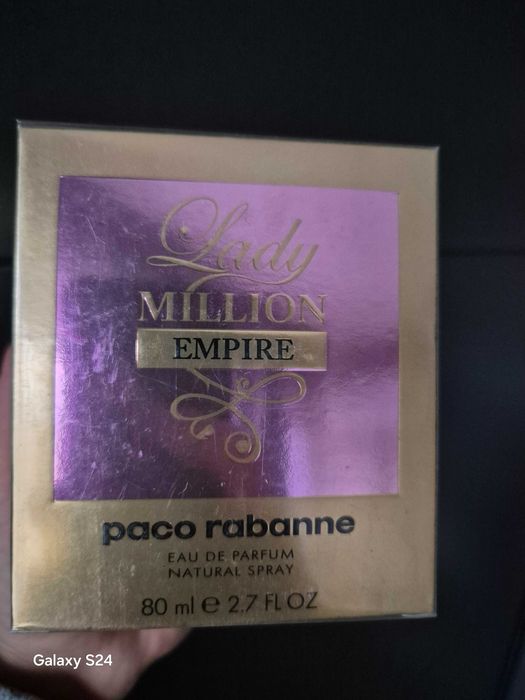 Lady
MILLION
EMPIRE
paco rabanne
EAU DE PARFUM
NATURAL SPRAY
80 ml ℮ 2.7 FL OZ
Galaxy S24